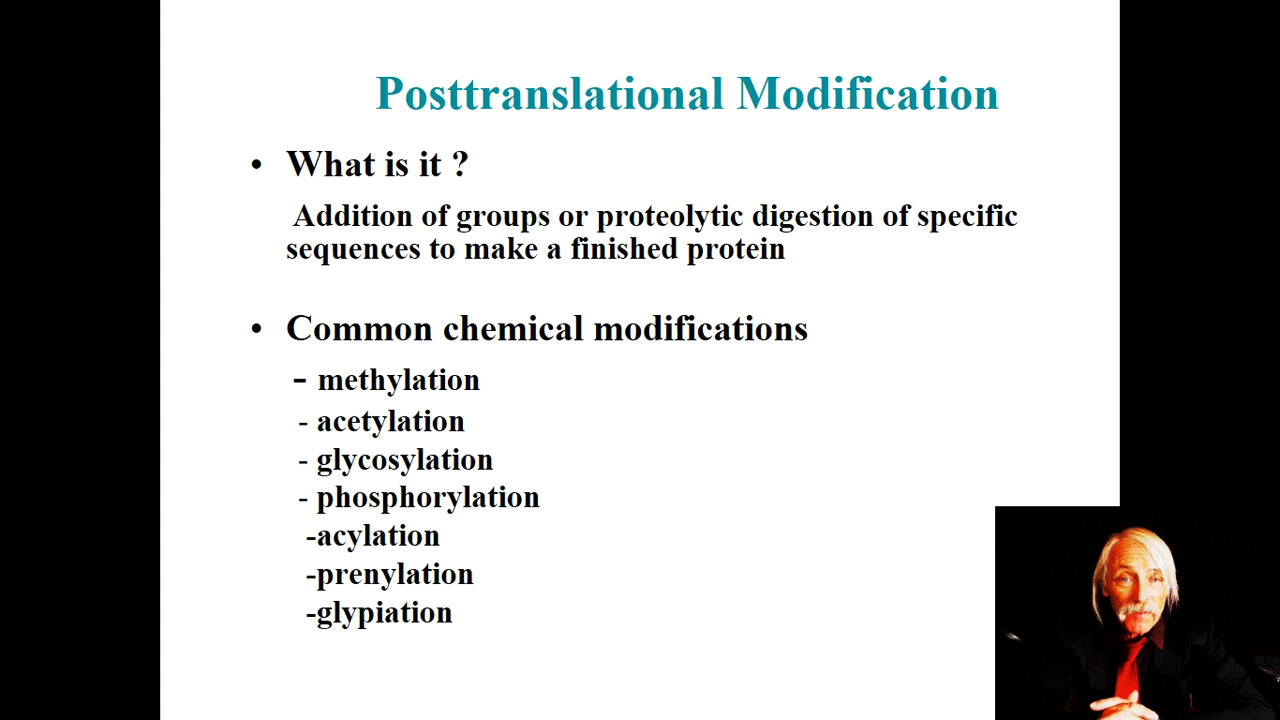 Posttranslational Modification
• What is it ?
Addition of groups or proteolytic digestion of specific
sequences to make a finished protein
• Common chemical modifications
- methylation
- acetylation
- glycosylation
- phosphorylation
-acylation
-prenylation
-glypiation